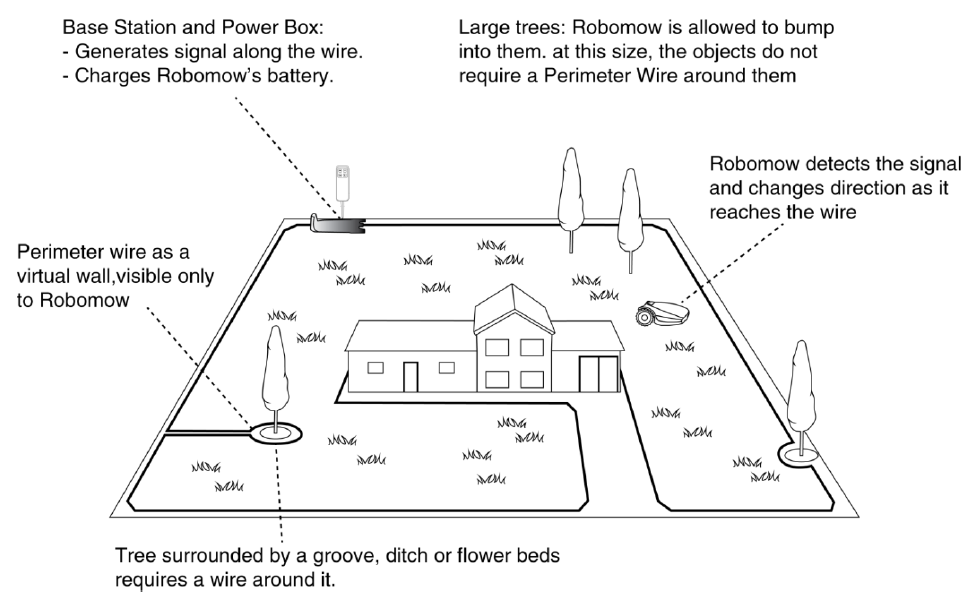 Base Station and Power Box:
- Generates signal along the wire.
- Charges Robomow's battery.
Large trees: Robomow is allowed to bump
into them. at this size, the objects do not
require a Perimeter Wire around them
Robomow detects the signal
and changes direction as it
reaches the wire
Perimeter wire as a
virtual wall,visible only
to Robomow
Tree surrounded by a groove, ditch or flower beds
requires a wire around it.